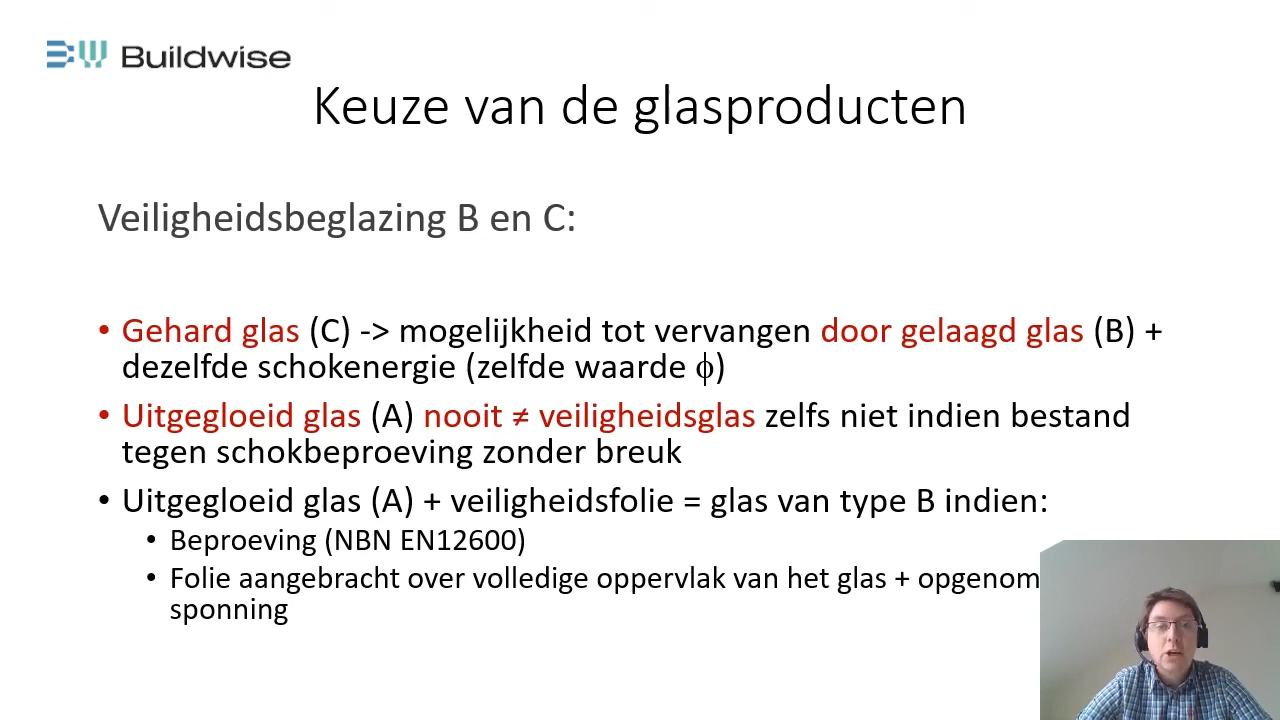 Buildwise
Keuze van de glasproducten
Veiligheidsbeglazing B en C:
• Gehard glas (C) -> mogelijkheid tot vervangen door gelaagd glas (B) +
dezelfde schokenergie (zelfde waarde ϕ)
• Uitgegloeid glas (A) nooit ≠ veiligheidsglas zelfs niet indien bestand
tegen schokbeproeving zonder breuk
• Uitgegloeid glas (A) + veiligheidsfolie = glas van type B indien:
• Beproeving (NBN EN12600)
• Folie aangebracht over volledige oppervlak van het glas + opgenom
sponning